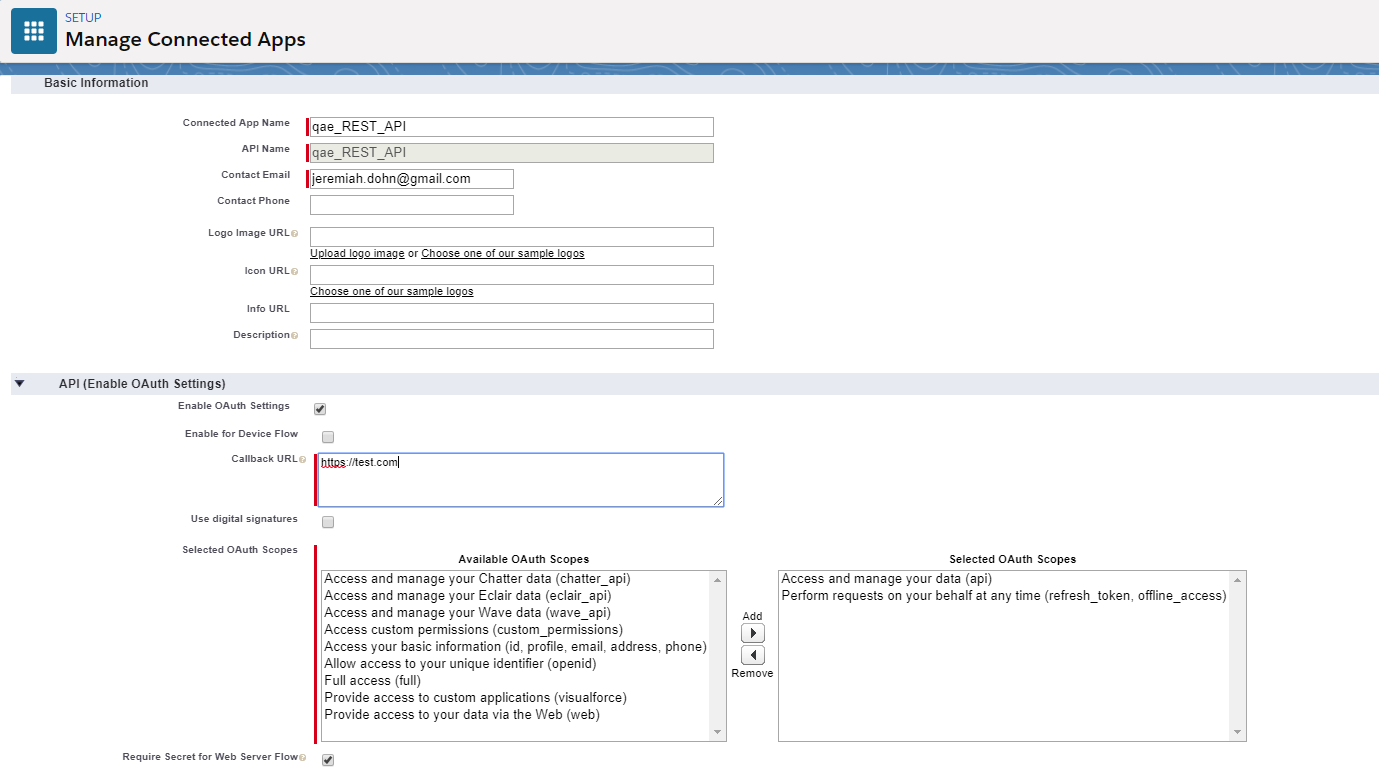 SETUP
Manage Connected Apps
Basic Information
Connected App Name qae_REST_API
API Name qae_REST_API
Contact Email jeremiah.dohn@gmail.com
Contact Phone
Logo Image URL
Upload logo image or Choose one of our sample logos
Icon URL
Choose one of our sample logos
Info URL
Description
API (Enable OAuth Settings)
Enable OAuth Settings
Enable for Device Flow
Callback URL https://test.com
Use digital signatures
Selected OAuth Scopes
Available OAuth Scopes
Access and manage your Chatter data (chatter_api)
Access and manage your Eclair data (eclair_api)
Access and manage your Wave data (wave_api)
Access custom permissions (custom_permissions)
Access your basic information (id, profile, email, address, phone)
Allow access to your unique identifier (openid)
Full access (full)
Provide access to custom applications (visualforce)
Provide access to your data via the Web (web)
Add
Remove
Selected OAuth Scopes
Access and manage your data (api)
Perform requests on your behalf at any time (refresh_token, offline_access)
Require Secret for Web Server Flow